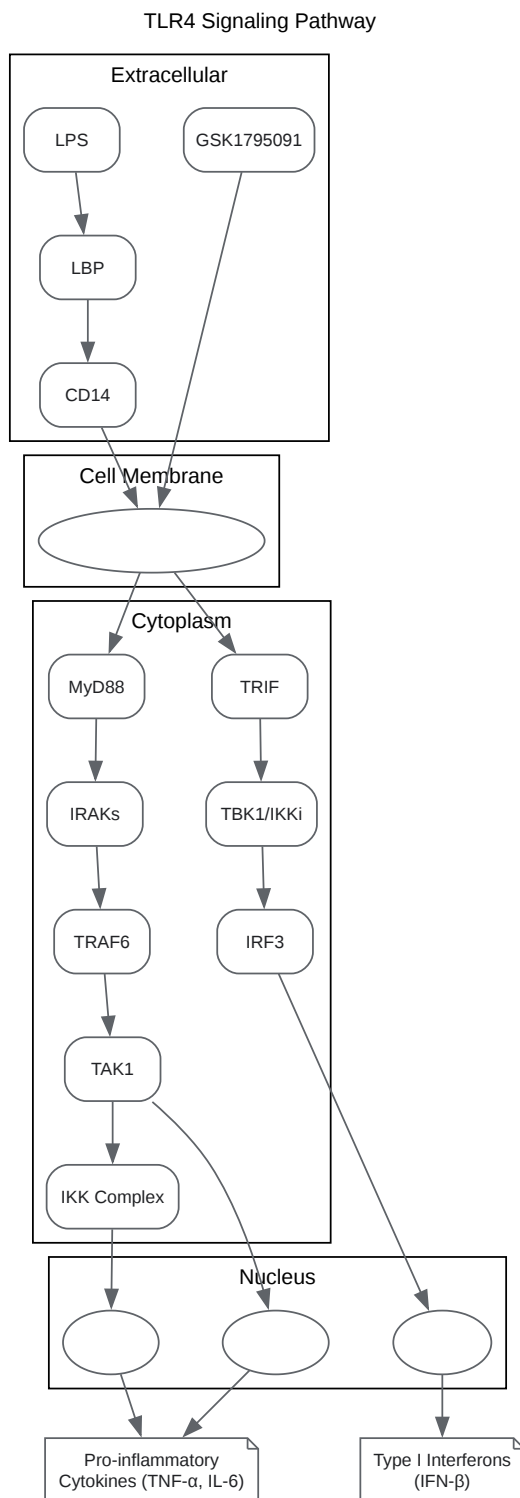 TLR4 Signaling Pathway
Extracellular
LPS
GSK1795091
LBP
CD14
Cell Membrane
Cytoplasm
MyD88
TRIF
IRAKs
TBK1/IKKi
TRAF6
IRF3
TAK1
IKK Complex
Nucleus
Pro-inflammatory
Cytokines (TNF-α, IL-6)
Type I Interferons
(IFN-β)